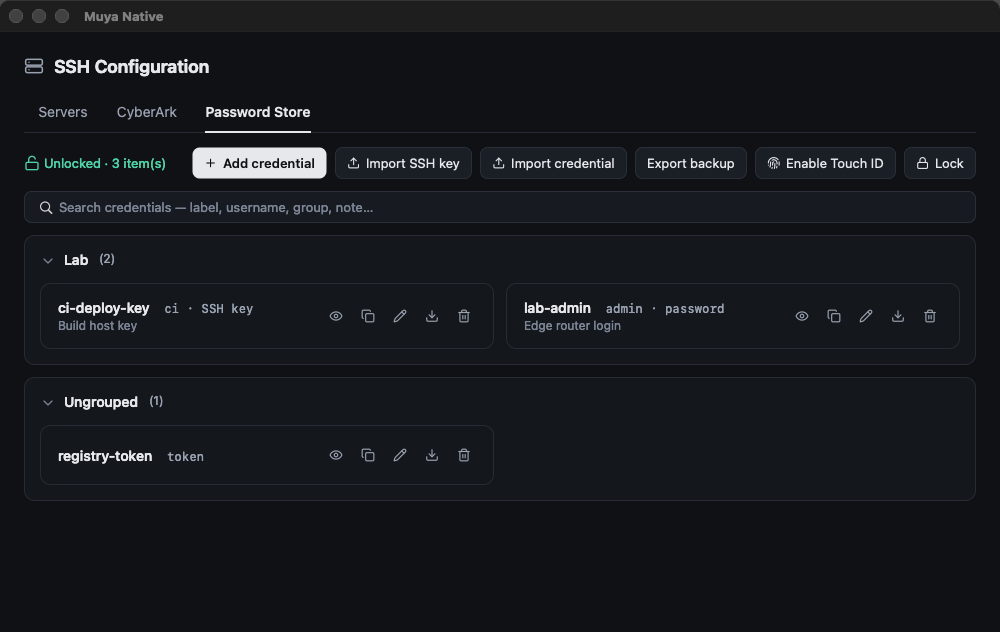 Muya Native
SSH Configuration
Servers CyberArk Password Store
Unlocked · 3 item(s) + Add credential Import SSH key Import credential Export backup Enable Touch ID Lock
Search credentials — label, username, group, note...
Lab (2)
ci-deploy-key ci · SSH key
Build host key
lab-admin admin · password
Edge router login
Ungrouped (1)
registry-token token